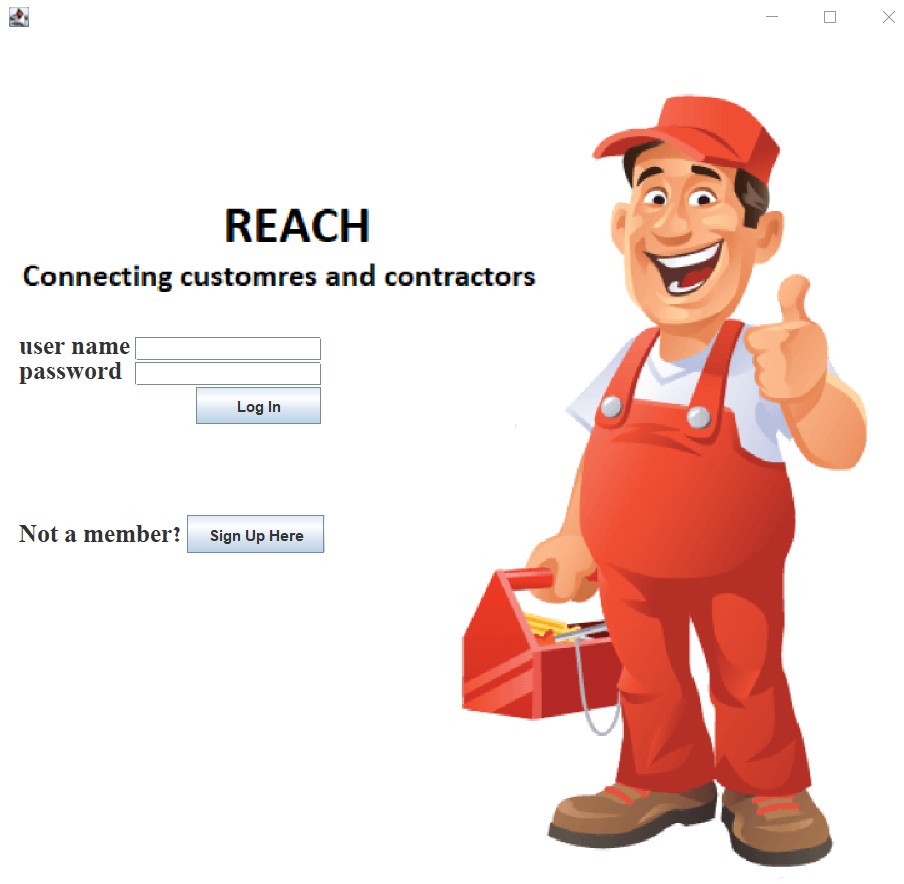 REACH
Connecting customres and contractors
user name
password
Log In
Not a member? Sign Up Here